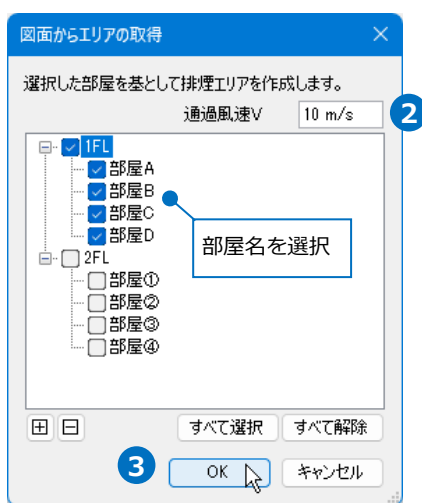 図面からエリアの取得
選択した部屋を基として排煙エリアを作成します。
通過風速V 10 m/s 2
1FL
部屋A
部屋B
部屋C
部屋D
部屋名を選択
2FL
部屋①
部屋②
部屋③
部屋④
すべて選択 すべて解除
3 OK キャンセル